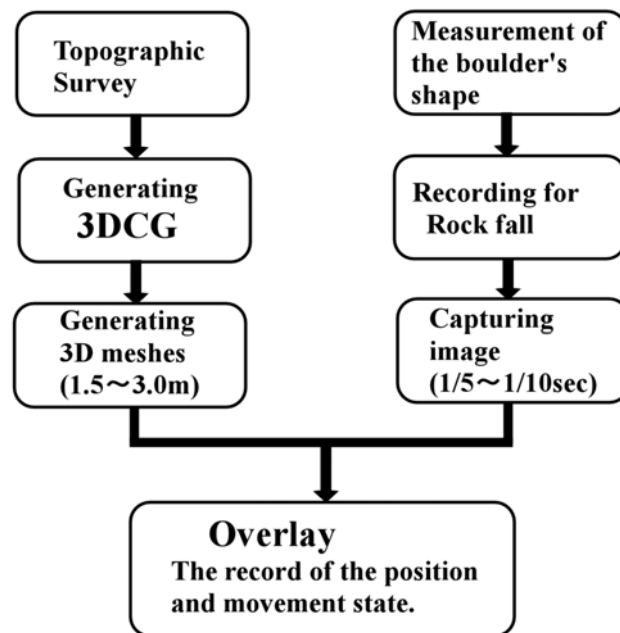 Topographic
Survey
Generating
3DCG
Generating
3D meshes
(1.5～3.0m)
Measurement of
the boulder's
shape
Recording for
Rock fall
Capturing
image
(1/5～1/10sec)
Overlay
The record of the position
and movement state.